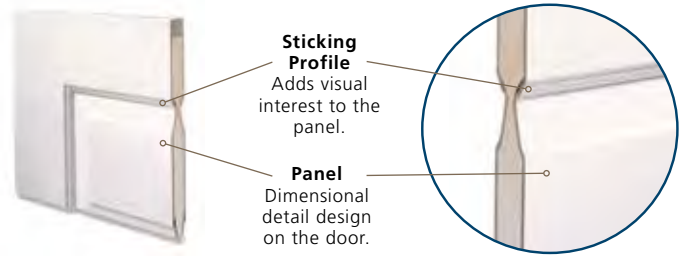 Sticking
Profile
Adds visual
interest to the
panel.
Panel
Dimensional
detail design
on the door.